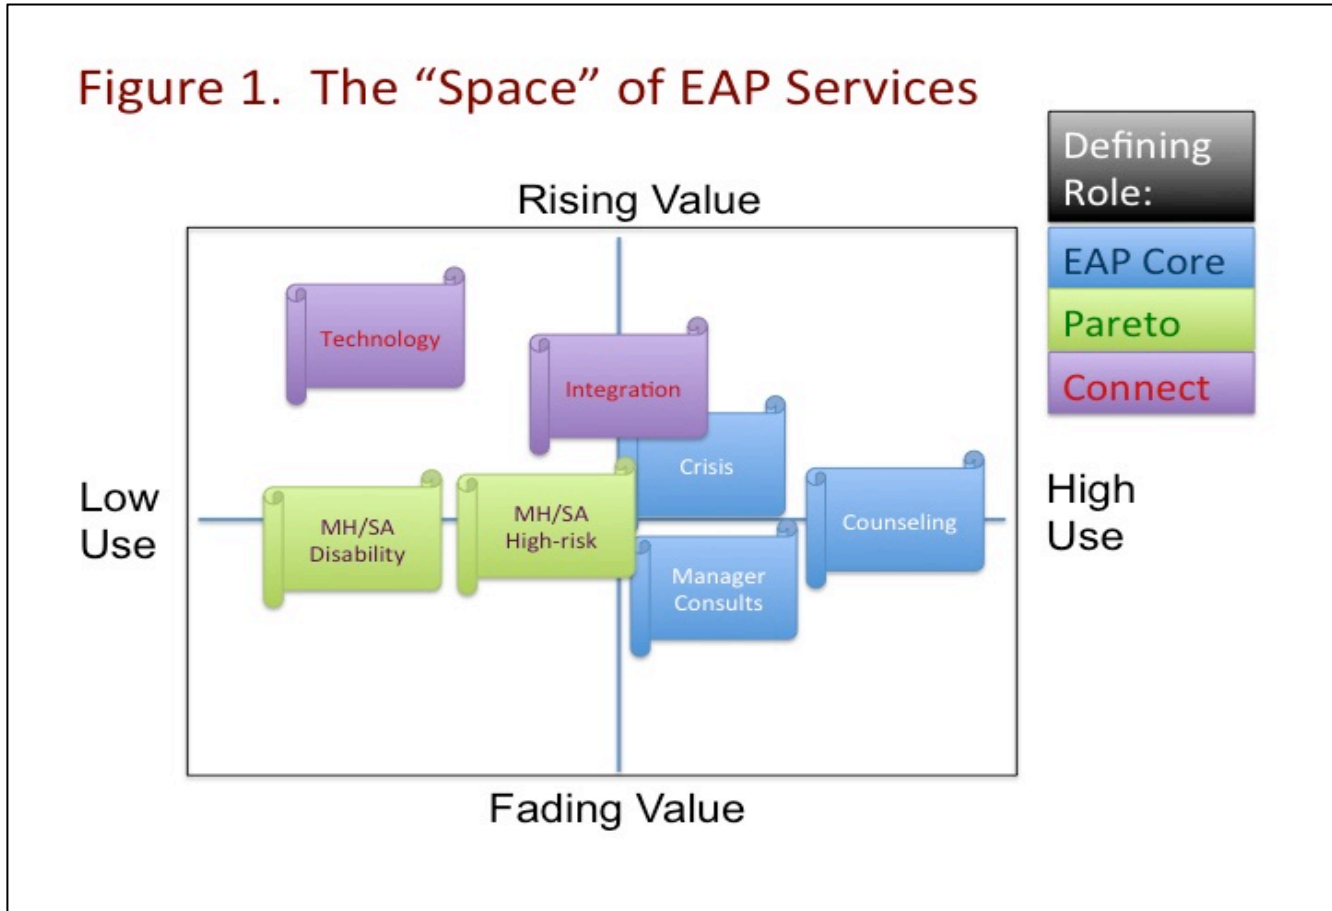 Figure 1.  The “Space” of EAP Services
Defining
Role:
EAP Core
Pareto
Connect
Rising Value
Technology
Integration
Crisis
Low
Use
MH/SA
Disability
MH/SA
High-risk
Counseling
High
Use
Manager
Consults
Fading Value